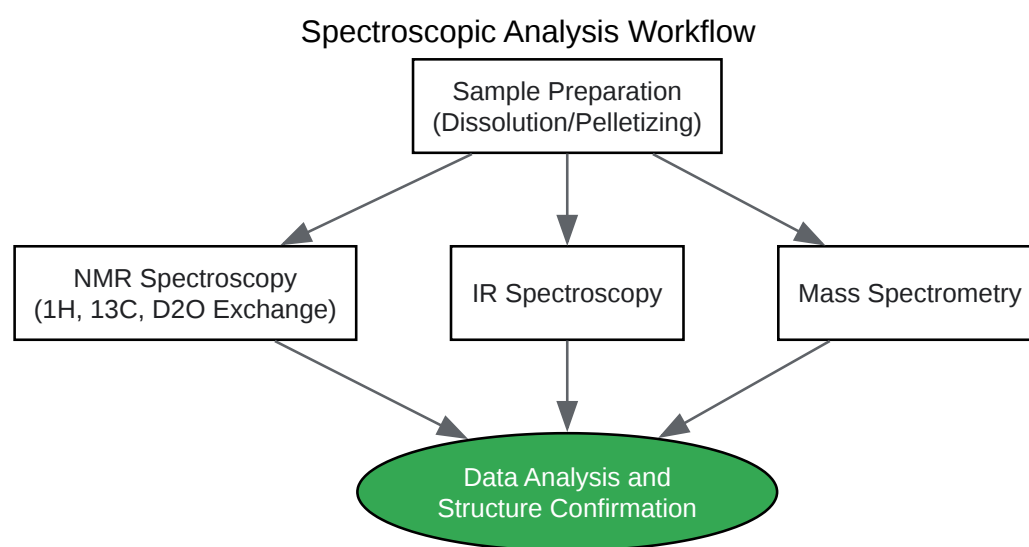 Spectroscopic Analysis Workflow
Sample Preparation
(Dissolution/Pelletizing)
NMR Spectroscopy
(1H, 13C, D2O Exchange)
IR Spectroscopy
Mass Spectrometry
Data Analysis and
Structure Confirmation